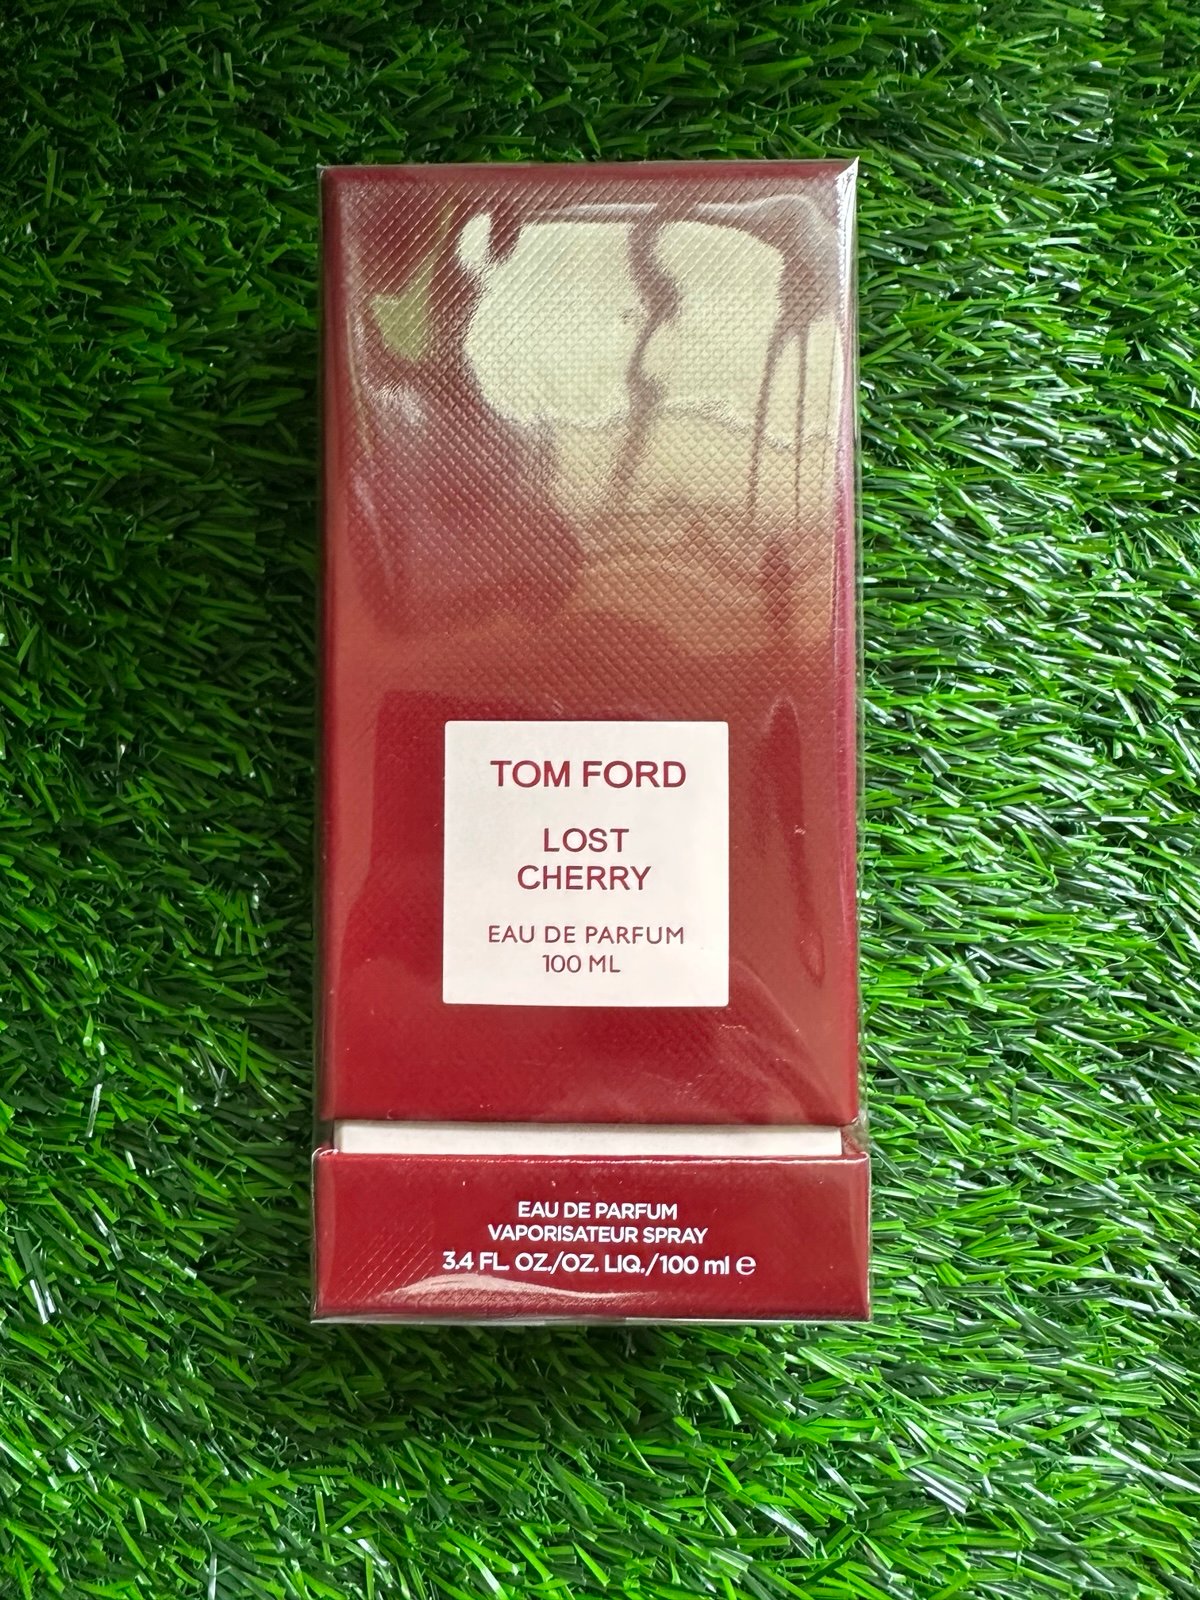 TOM FORD
LOST
CHERRY
EAU DE PARFUM
100 ML
EAU DE PARFUM
VAPORISATEUR SPRAY
3.4 FL. OZ./OZ. LIQ./100 ml e